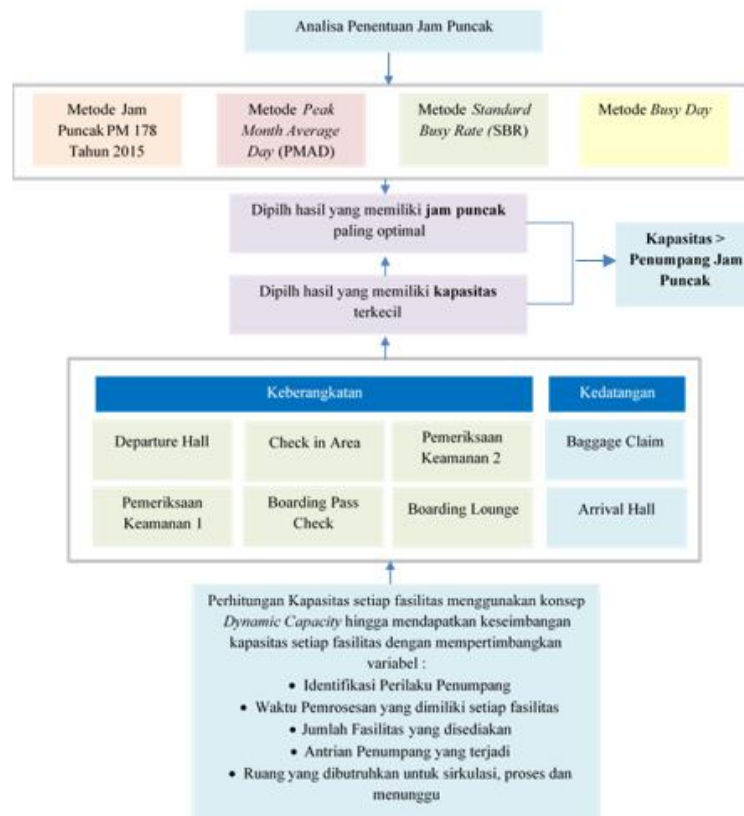 Analisa Penentuan Jam Puncak
Metode Jam
Puncak PM 178
Tahun 2015
Metode Peak
Month Average
Day (PMAD)
Metode Standard
Busy Rate (SBR)
Metode Busy Day
Dipilh hasil yang memiliki jam puncak
paling optimal
Kapasitas >
Penumpang Jam
Puncak
Dipilh hasil yang memiliki kapasitas
terkecil
Keberangkatan
Kedatangan
Departure Hall
Check in Area
Pemeriksaan
Keamanan 2
Baggage Claim
Pemeriksaan
Keamanan 1
Boarding Pass
Check
Boarding Lounge
Arrival Hall
Perhitungan Kapasitas setiap fasilitas menggunakan konsep
Dynamic Capacity hingga mendapatkan keseimbangan
kapasitas setiap fasilitas dengan mempertimbangkan
variabel :
• Identifikasi Perilaku Penumpang
• Waktu Pemrosesan yang dimiliki setiap fasilitas
• Jumlah Fasilitas yang disediakan
• Antrian Penumpang yang terjadi
• Ruang yang dibutruhkan untuk sirkulasi, proses dan
menunggu